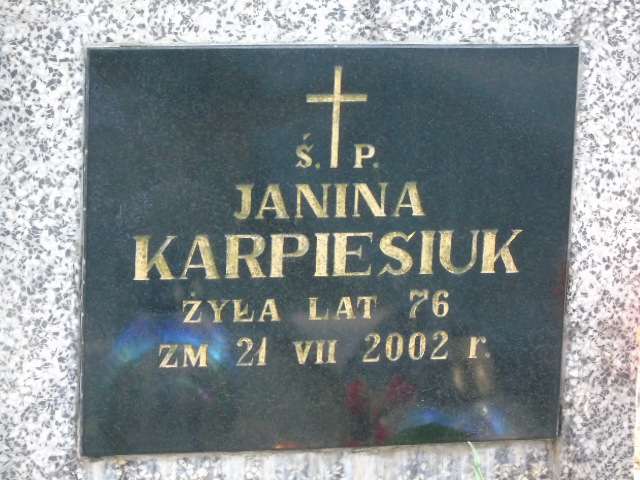 Ś. P.
JANINA
KARPIESIUK
ŻYŁA LAT 76
ZM 21 VII 2002 r.